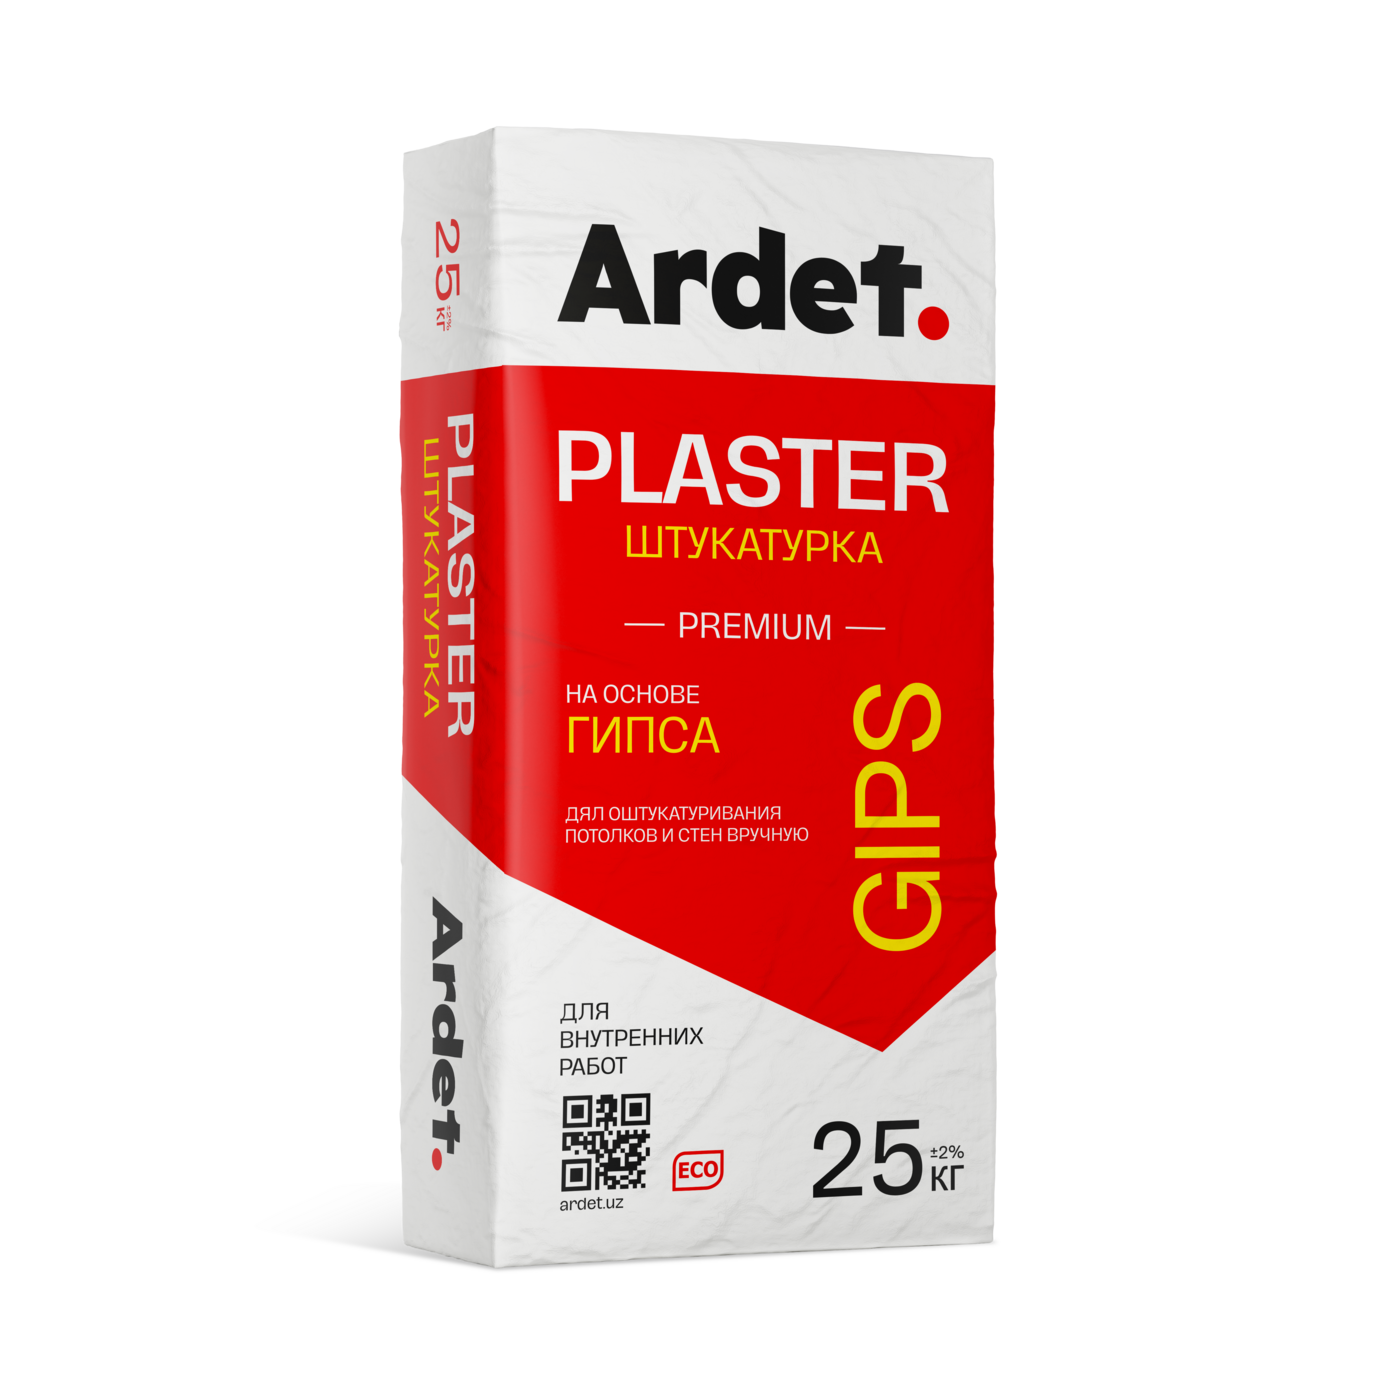 Ardet.
PLASTER
ШТУКАТУРКА
PREMIUM
НА ОСНОВЕ
ГИПСА
ДЯЛ ОШТУКАТУРИВАНИЯ
ПОТОЛКОВ И СТЕН ВРУЧНУЮ
GIPS
ДЛЯ
ВНУТРЕННИХ
РАБОТ
ardet.uz
ECO
25 ±2% КГ
25 ±2% КГ
PLASTER
ШТУКАТУРКА
Ardet.